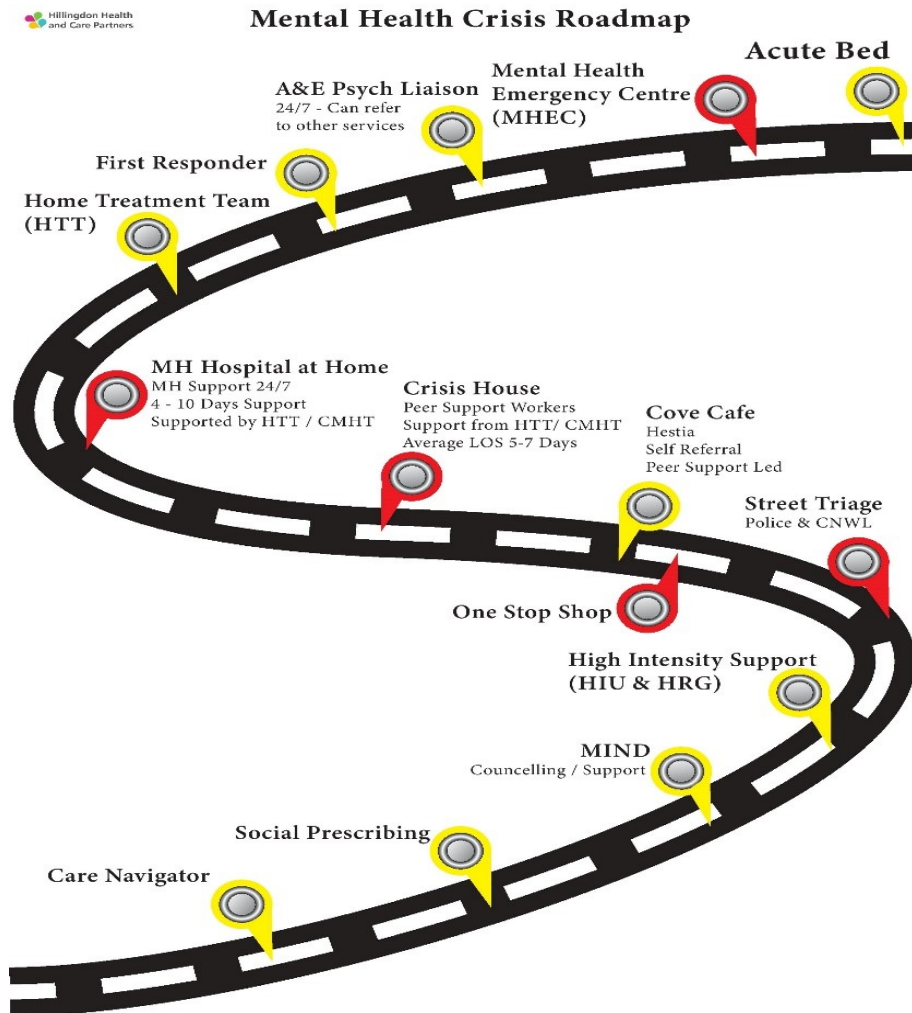 Hillingdon Health
and Care Partners
Mental Health Crisis Roadmap
Acute Bed
Mental Health
Emergency Centre
(MHEC)
A&E Psych Liaison
24/7 - Can refer
to other services
First Responder
Home Treatment Team
(HTT)
MH Hospital at Home
MH Support 24/7
4 - 10 Days Support
Supported by HTT / CMHT
Crisis House
Peer Support Workers
Support from HTT/ CMHT
Average LOS 5-7 Days
Cove Cafe
Hestia
Self Referral
Peer Support Led
Street Triage
Police & CNWL
One Stop Shop
High Intensity Support
(HIU & HRG)
MIND
Councelling / Support
Social Prescribing
Care Navigator